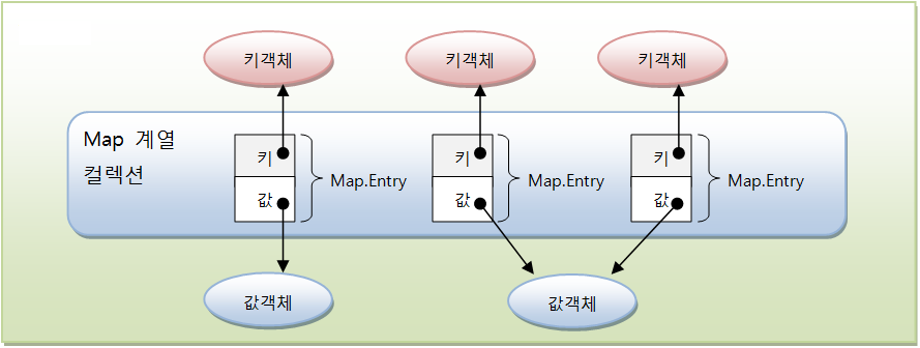 키객체 키객체 키객체
Map 계열
컬렉션
키 키 키
Map.Entry Map.Entry Map.Entry
값 값 값
값객체 값객체